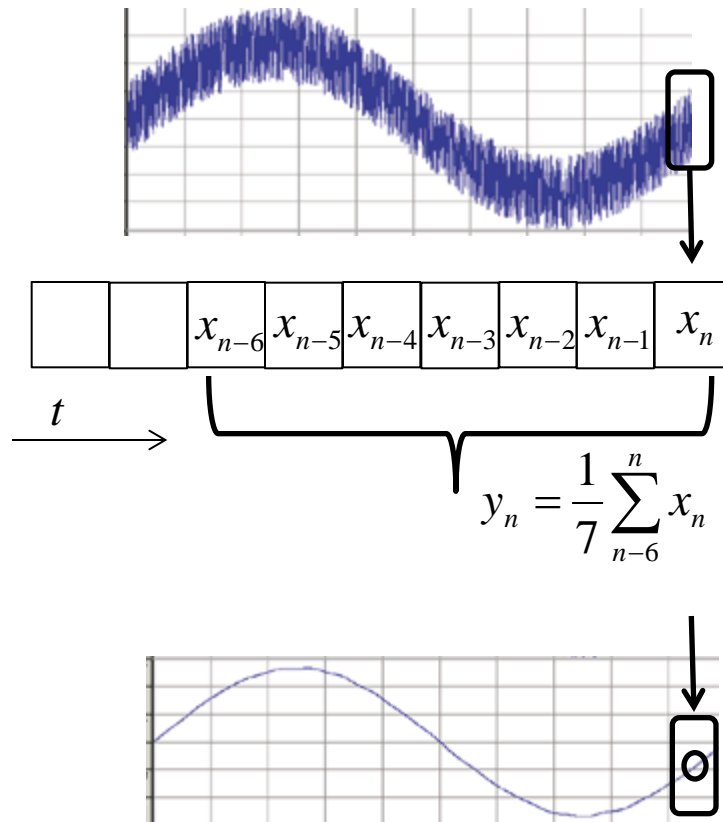 x_{n-6} x_{n-5} x_{n-4} x_{n-3} x_{n-2} x_{n-1} x_n
t
y_n = \frac{1}{7} \sum_{n-6}^{n} x_n